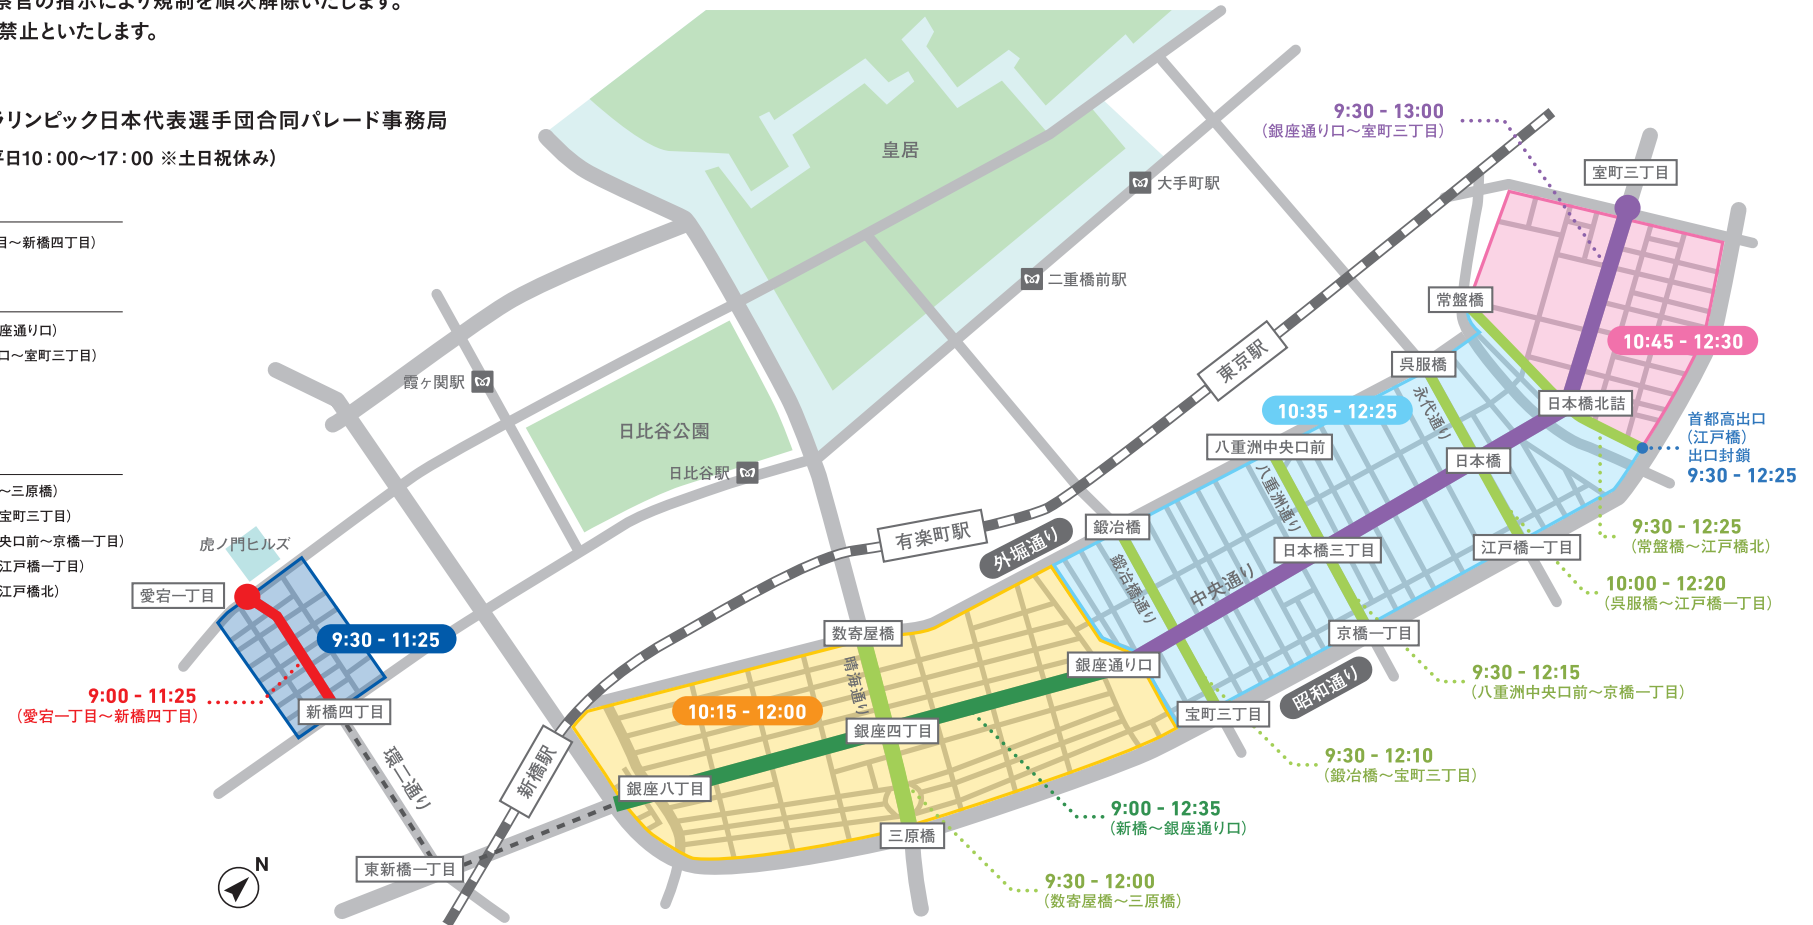 察官の指示により規制を順次解除いたします。
禁止といたします。
ラリンピック日本代表選手団合同パレード事務局
平日10：00〜17：00 ※土日祝休み）
目〜新橋四丁目）
座通り口）
口〜室町三丁目）
〜三原橋）
宝町三丁目）
央口前〜京橋一丁目）
江戸橋一丁目）
江戸橋北）
皇居
大手町駅
二重橋前駅
霞ヶ関駅
日比谷公園
日比谷駅
虎ノ門ヒルズ
愛宕一丁目
9:30 - 11:25
9:00 - 11:25
（愛宕一丁目〜新橋四丁目）
新橋四丁目
環二通り
東新橋一丁目
N
新橋駅
有楽町駅
東京駅
外堀通り
数寄屋橋
晴海通り
10:15 - 12:00
銀座四丁目
銀座八丁目
三原橋
銀座通り口
9:00 - 12:35
（新橋〜銀座通り口）
9:30 - 12:00
（数寄屋橋〜三原橋）
鍛冶橋
鍛冶橋通り
中央通り
宝町三丁目
昭和通り
9:30 - 12:10
（鍛冶橋〜宝町三丁目）
八重洲中央口前
八重洲通り
日本橋三丁目
京橋一丁目
9:30 - 12:15
（八重洲中央口前〜京橋一丁目）
10:35 - 12:25
呉服橋
永代通り
日本橋
江戸橋一丁目
10:00 - 12:20
（呉服橋〜江戸橋一丁目）
9:30 - 12:25
（常盤橋〜江戸橋北）
常盤橋
日本橋北詰
首都高出口
（江戸橋）
出口封鎖
9:30 - 12:25
10:45 - 12:30
室町三丁目
9:30 - 13:00
（銀座通り口〜室町三丁目）